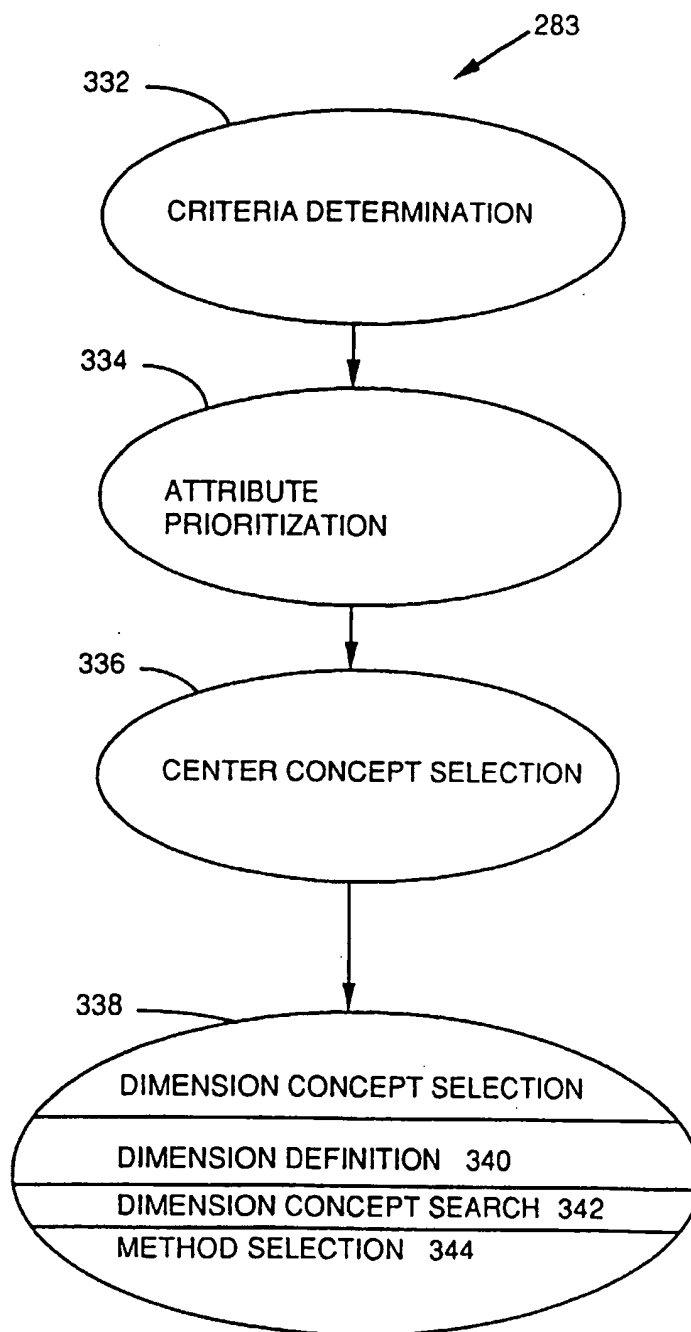 283
332
CRITERIA DETERMINATION
334
ATTRIBUTE
PRIORITIZATION
336
CENTER CONCEPT SELECTION
338
DIMENSION CONCEPT SELECTION
DIMENSION DEFINITION 340
DIMENSION CONCEPT SEARCH 342
METHOD SELECTION 344